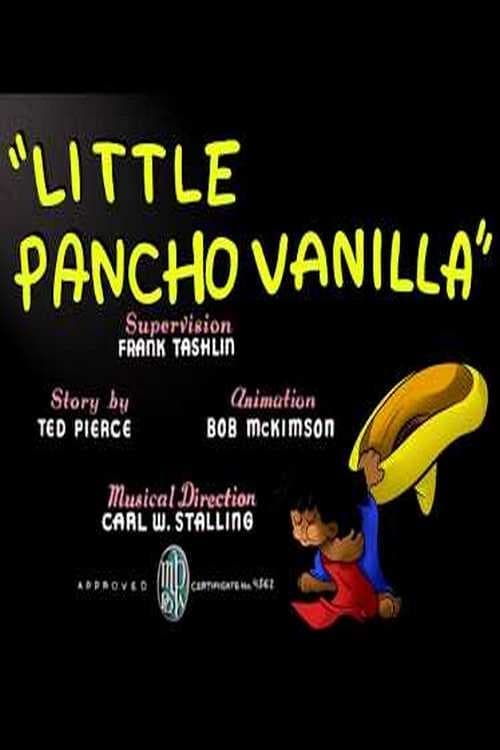 "LITTLE
PANCHO VANILLA"
Supervision
FRANK TASHLIN
Story by
TED PIERCE
Animation
BOB McKIMSON
Musical Direction
CARL W. STALLING
APPROVED
CERTIFICATE No.